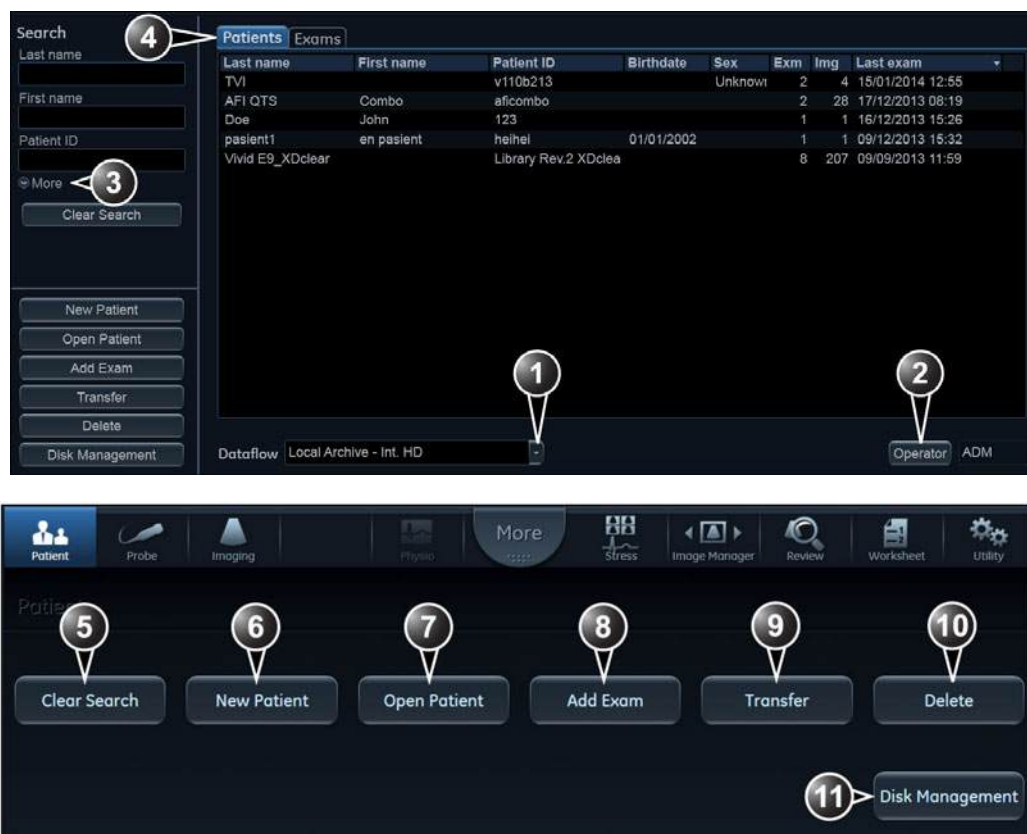 Search
Last name
First name
Patient ID
More
Clear Search
New Patient
Open Patient
Add Exam
Transfer
Delete
Disk Management
4
3
Patients Exams
Last name First name Patient ID Birthdate Sex Exm Img Last exam
TVI v110b213 Unknow 2 4 15/01/2014 12:55
AFI QTS Combo aficombo 2 28 17/12/2013 08:19
Doe John 123 1 1 16/12/2013 15:26
pasient1 en pasient heihei 01/01/2002 1 1 09/12/2013 15:32
Vivid E9_XDclear Library Rev.2 XDclea 8 207 09/09/2013 11:59
1
2
Dataflow Local Archive - Int. HD Operator ADM
Patient Probe Imaging Physio More Stress Image Manager Review Worksheet Utility
Patient
5 6 7 8 9 10
Clear Search New Patient Open Patient Add Exam Transfer Delete
11 Disk Management